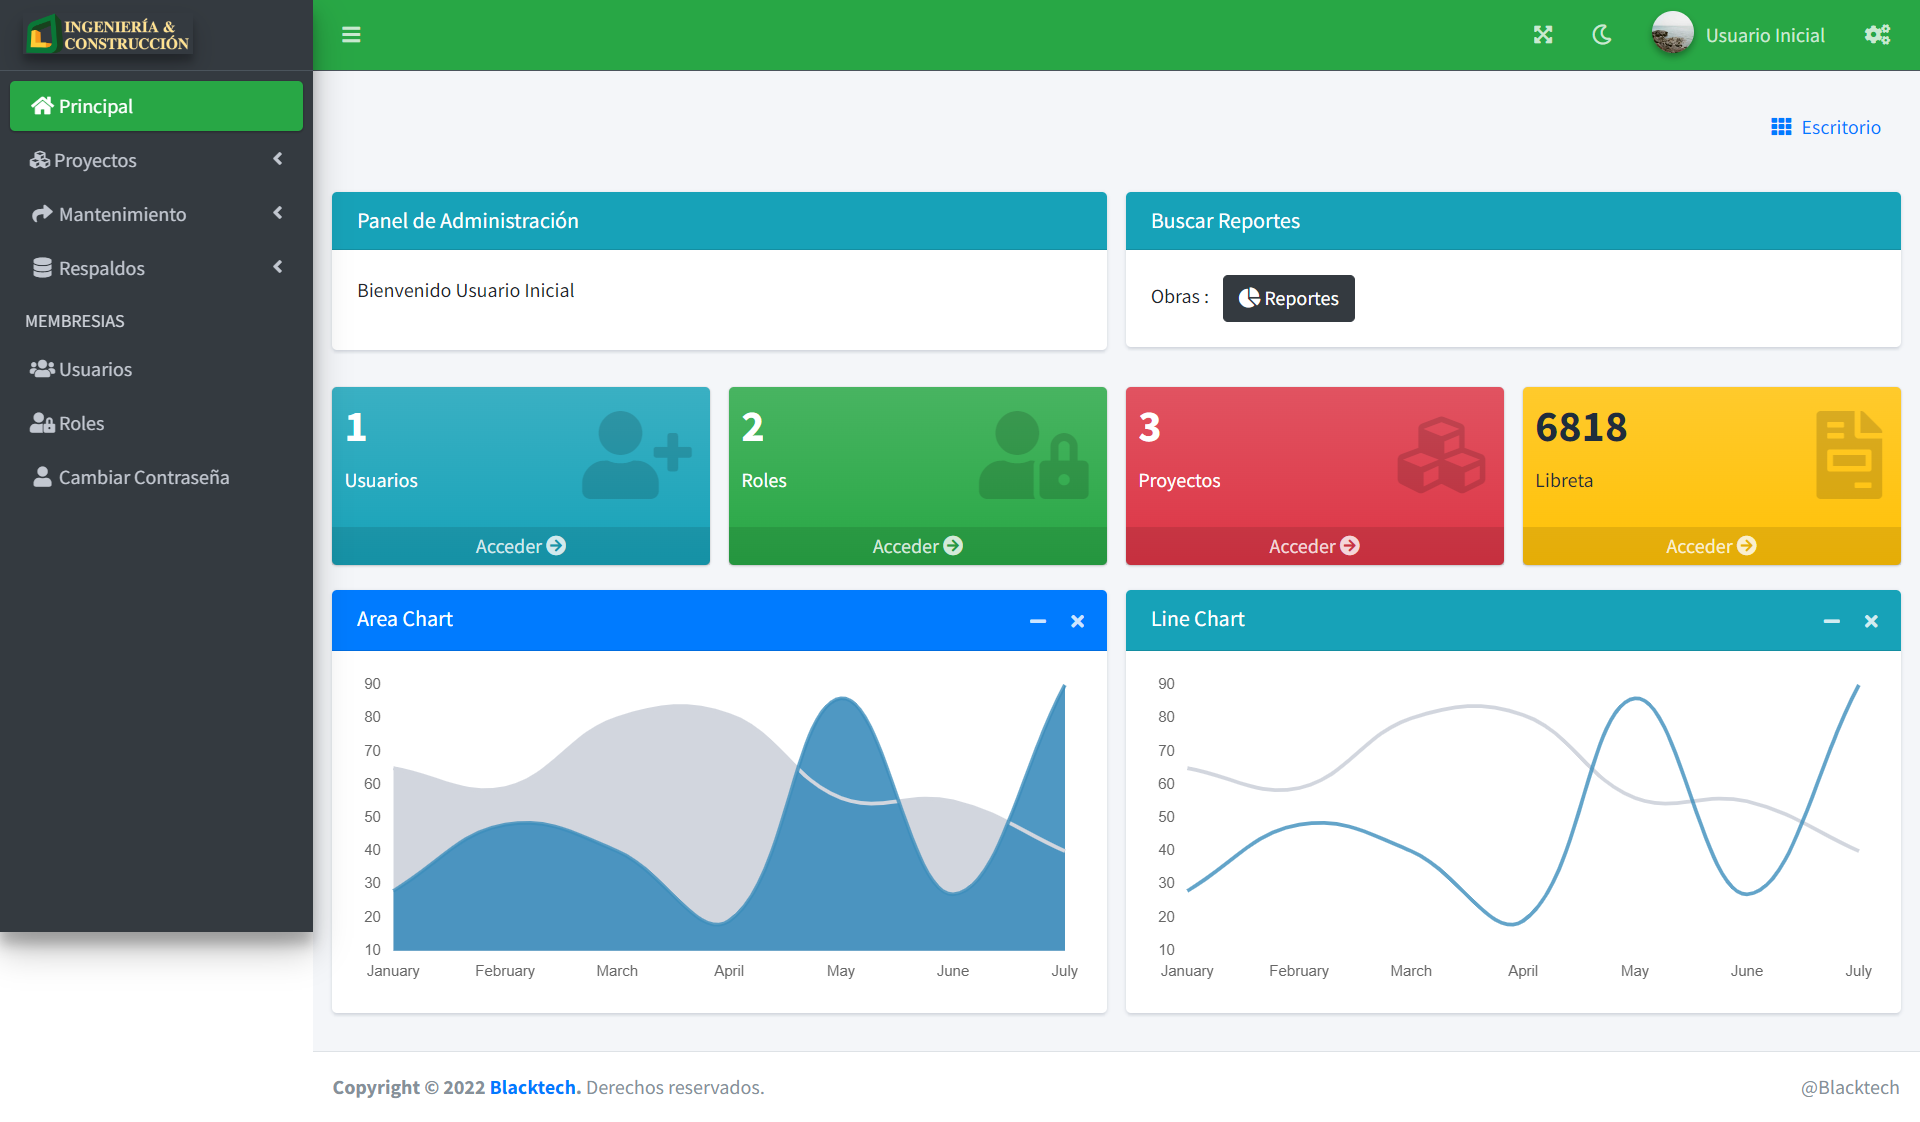 INGENIERÍA &
CONSTRUCCIÓN
Usuario Inicial
Principal
Proyectos
Mantenimiento
Respaldos
MEMBRESIAS
Usuarios
Roles
Cambiar Contraseña
Escritorio
Panel de Administración
Bienvenido Usuario Inicial
Buscar Reportes
Obras : Reportes
1
Usuarios
Acceder
2
Roles
Acceder
3
Proyectos
Acceder
6818
Libreta
Acceder
Area Chart
90
80
70
60
50
40
30
20
10
January February March April May June July
Line Chart
90
80
70
60
50
40
30
20
10
January February March April May June July
Copyright © 2022 Blacktech. Derechos reservados.
@Blacktech